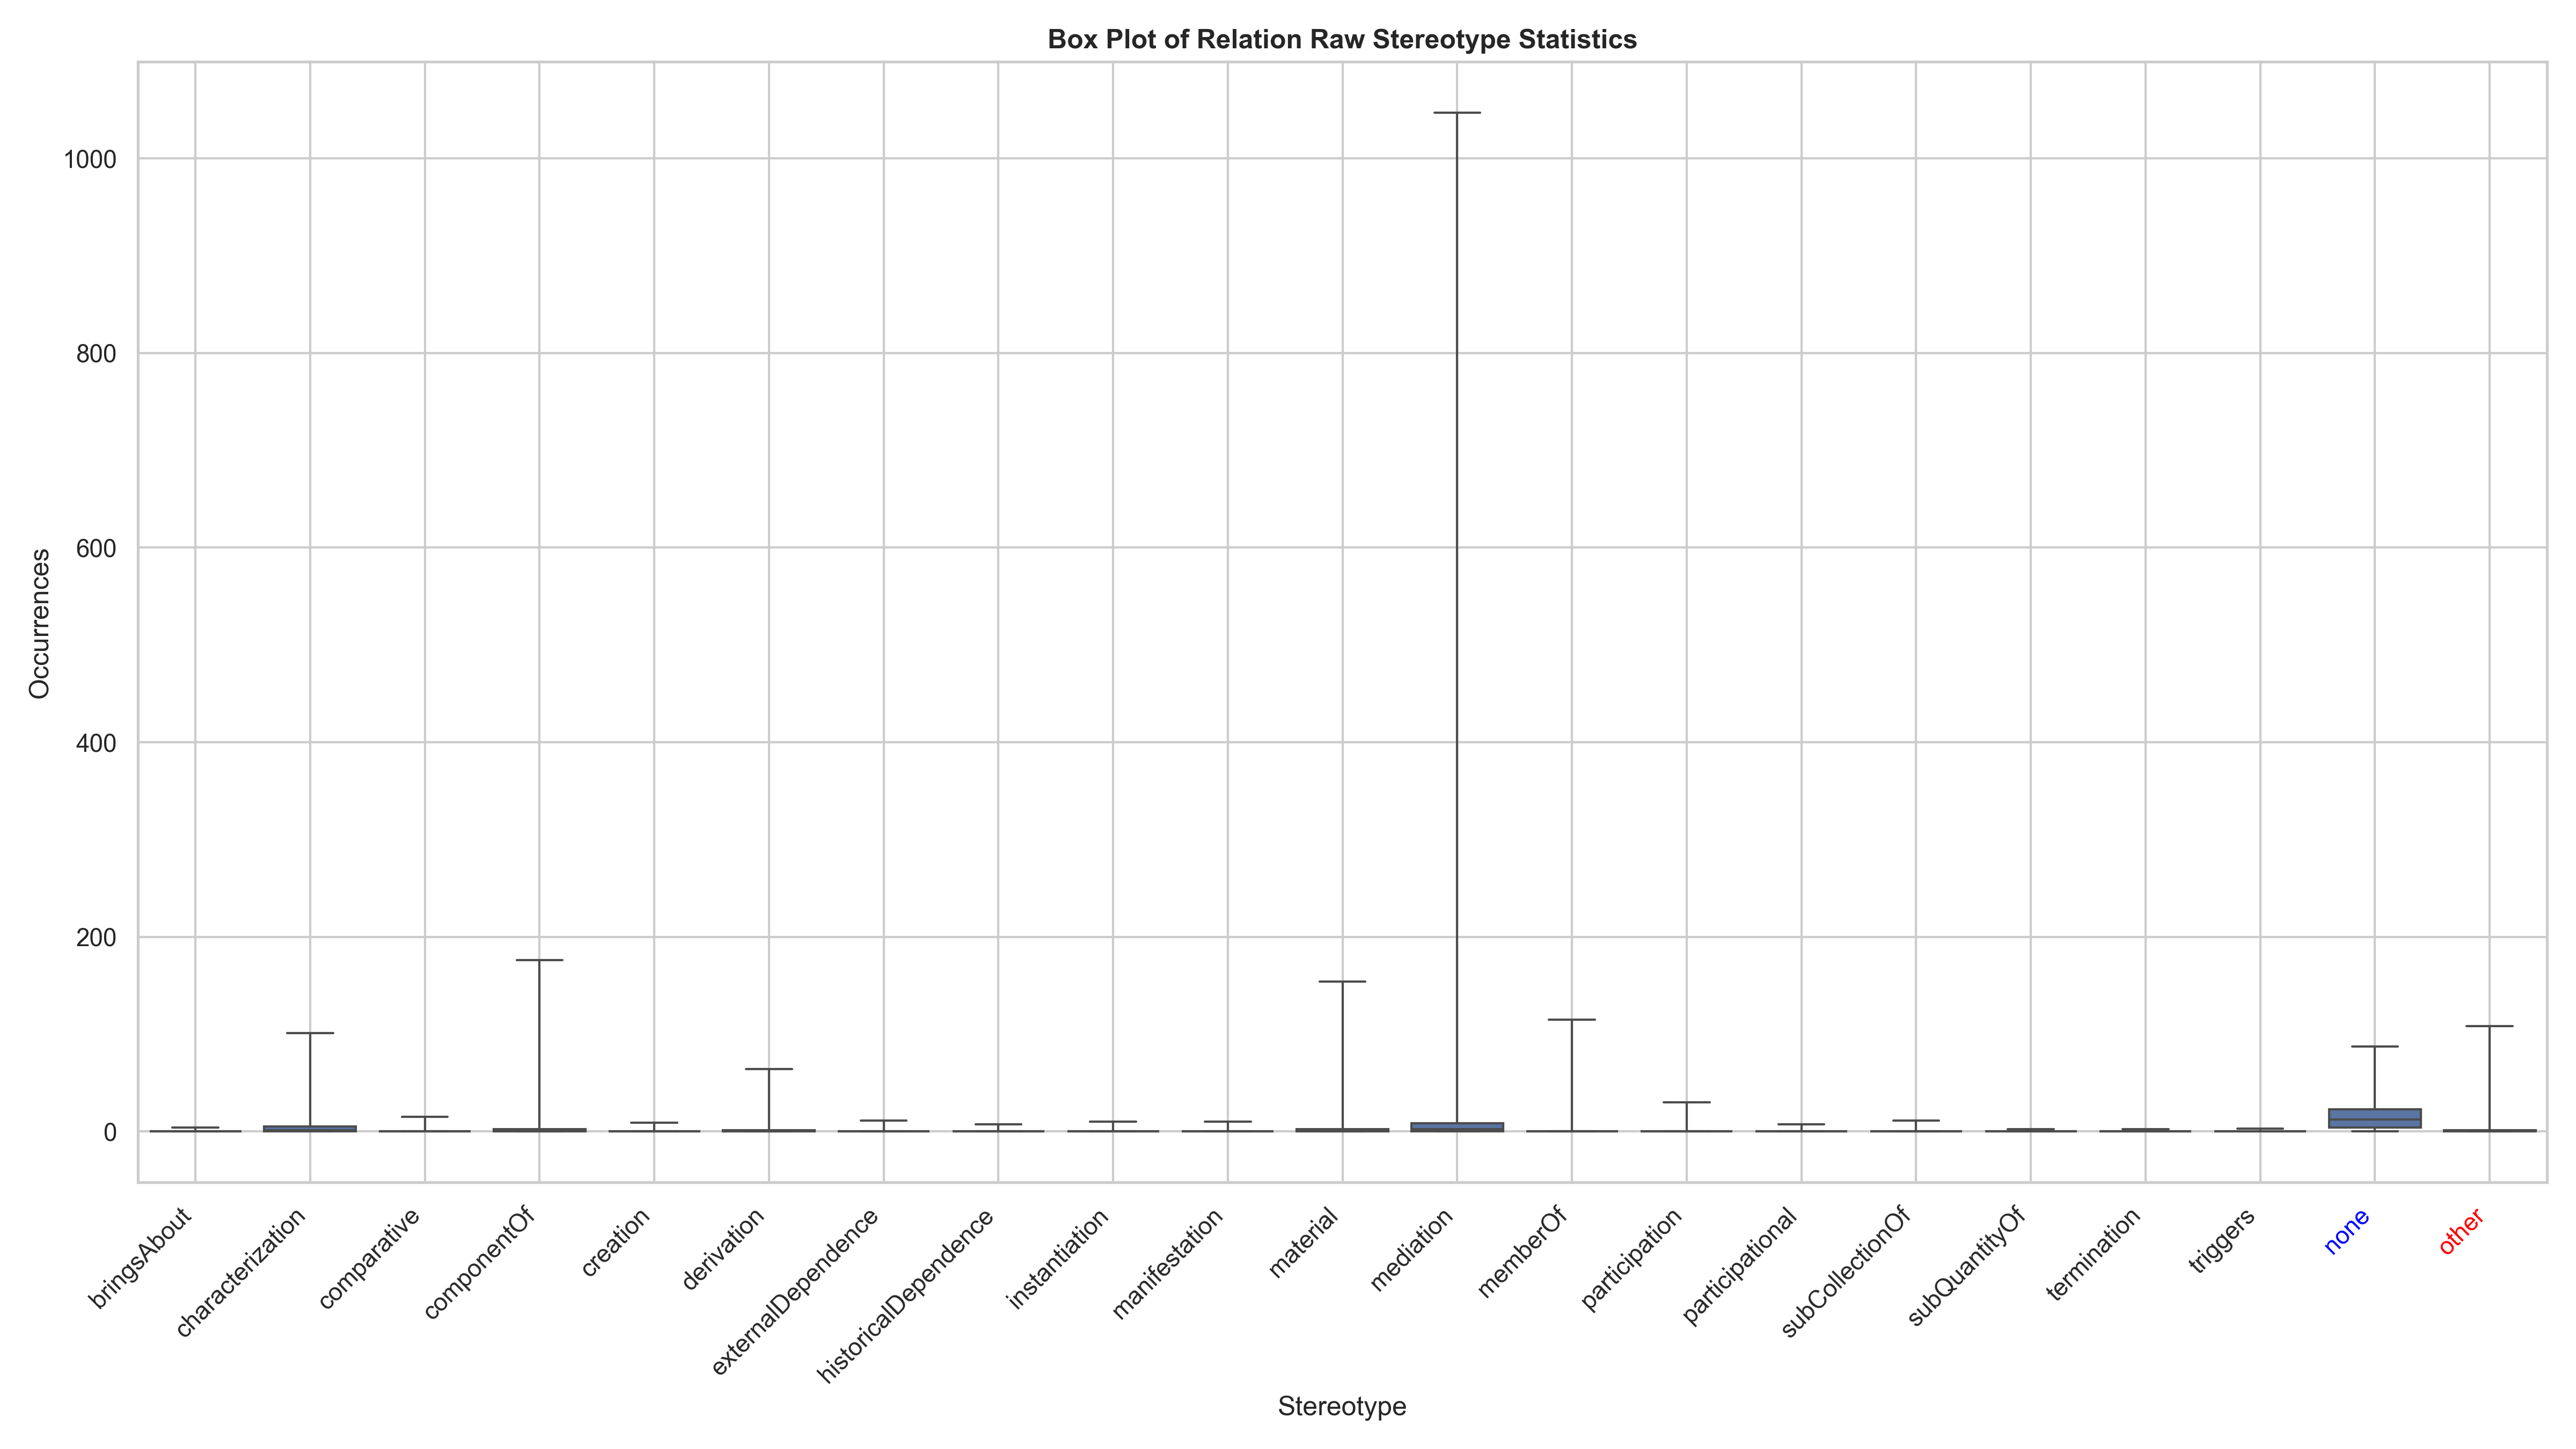 Box Plot of Relation Raw Stereotype Statistics
Occurrences
1000
800
600
400
200
0
bringsAbout
characterization
comparative
componentOf
creation
derivation
externalDependence
historicalDependence
instantiation
manifestation
material
mediation
memberOf
participation
participational
subCollectionOf
subQuantityOf
termination
triggers
none
other
Stereotype